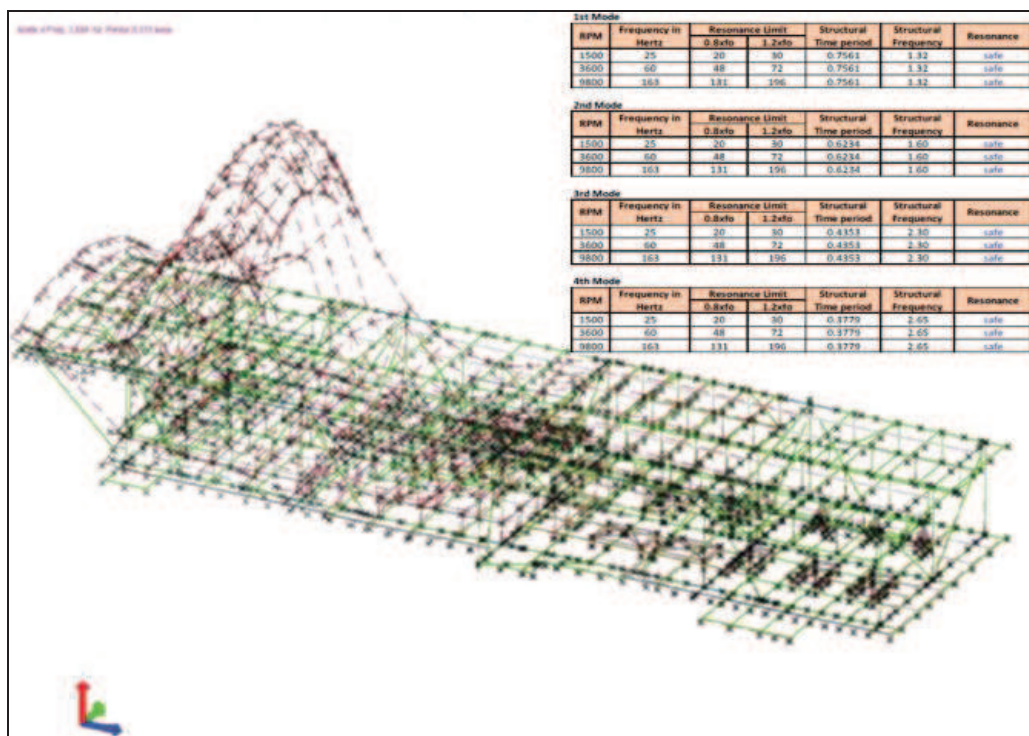 1st Mode
RPM Frequency in Hertz Resonance Limit 0.8xfo 1.2xfo Structural Time period Structural Frequency Resonance
1500 25 20 30 0.7561 1.32 safe
3600 60 48 72 0.7561 1.32 safe
9800 163 131 196 0.7561 1.32 safe
2nd Mode
RPM Frequency in Hertz Resonance Limit 0.8xfo 1.2xfo Structural Time period Structural Frequency Resonance
1500 25 20 30 0.6234 1.60 safe
3600 60 48 72 0.6234 1.60 safe
9800 163 131 196 0.6234 1.60 safe
3rd Mode
RPM Frequency in Hertz Resonance Limit 0.8xfo 1.2xfo Structural Time period Structural Frequency Resonance
1500 25 20 30 0.4353 2.30 safe
3600 60 48 72 0.4353 2.30 safe
9800 163 131 196 0.4353 2.30 safe
4th Mode
RPM Frequency in Hertz Resonance Limit 0.8xfo 1.2xfo Structural Time period Structural Frequency Resonance
1500 25 20 30 0.3779 2.65 safe
3600 60 48 72 0.3779 2.65 safe
9800 163 131 196 0.3779 2.65 safe